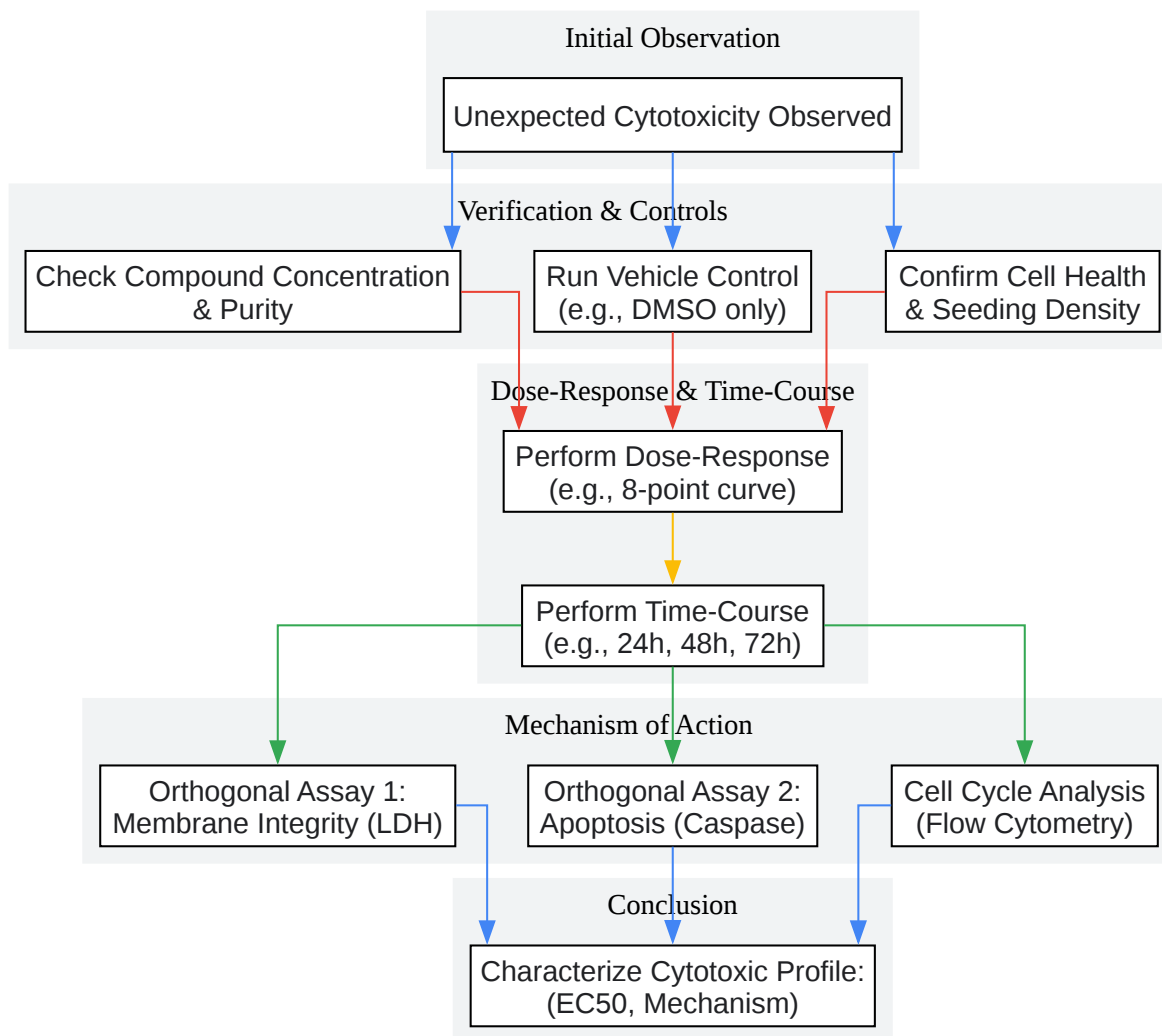 Initial Observation
Unexpected Cytotoxicity Observed
Verification & Controls
Check Compound Concentration
& Purity
Run Vehicle Control
(e.g., DMSO only)
Confirm Cell Health
& Seeding Density
Dose-Response & Time-Course
Perform Dose-Response
(e.g., 8-point curve)
Perform Time-Course
(e.g., 24h, 48h, 72h)
Mechanism of Action
Orthogonal Assay 1:
Membrane Integrity (LDH)
Orthogonal Assay 2:
Apoptosis (Caspase)
Cell Cycle Analysis
(Flow Cytometry)
Conclusion
Characterize Cytotoxic Profile:
(EC50, Mechanism)